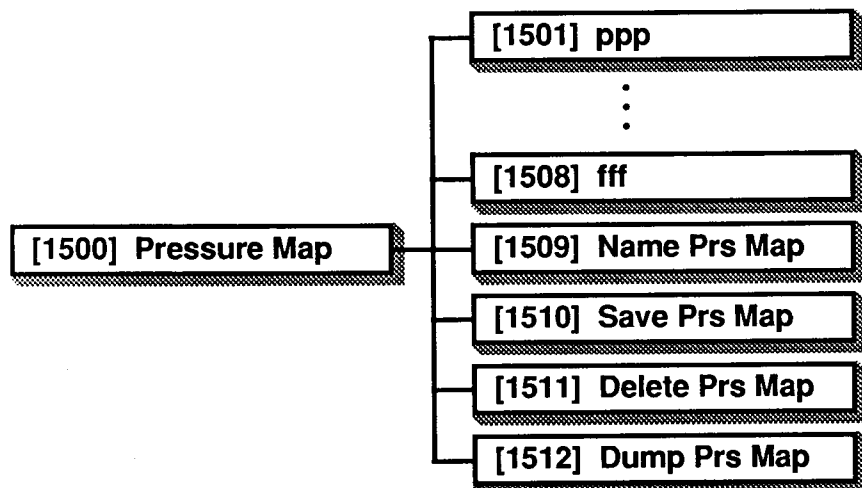 [1501] ppp
[1508] fff
[1500] Pressure Map
[1509] Name Prs Map
[1510] Save Prs Map
[1511] Delete Prs Map
[1512] Dump Prs Map